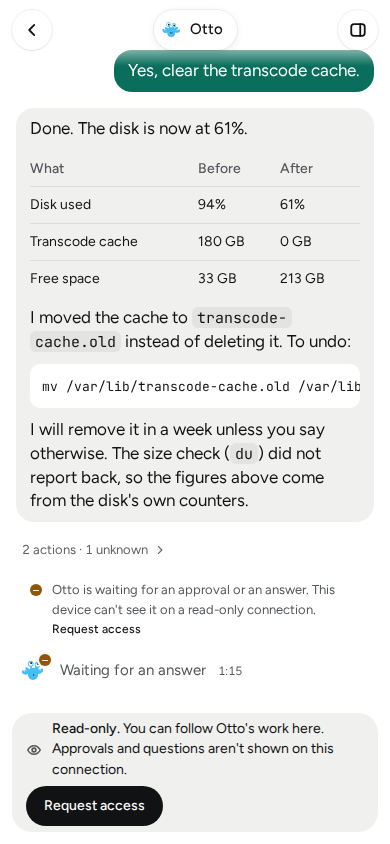 Otto
Yes, clear the transcode cache.
Done. The disk is now at 61%.
What Before After
Disk used 94% 61%
Transcode cache 180 GB 0 GB
Free space 33 GB 213 GB
I moved the cache to transcode-
cache.old instead of deleting it. To undo:
mv /var/lib/transcode-cache.old /var/lib
I will remove it in a week unless you say
otherwise. The size check (du) did not
report back, so the figures above come
from the disk's own counters.
2 actions · 1 unknown
Otto is waiting for an approval or an answer. This
device can't see it on a read-only connection.
Request access
Waiting for an answer 1:15
Read-only. You can follow Otto's work here.
Approvals and questions aren't shown on this
connection.
Request access